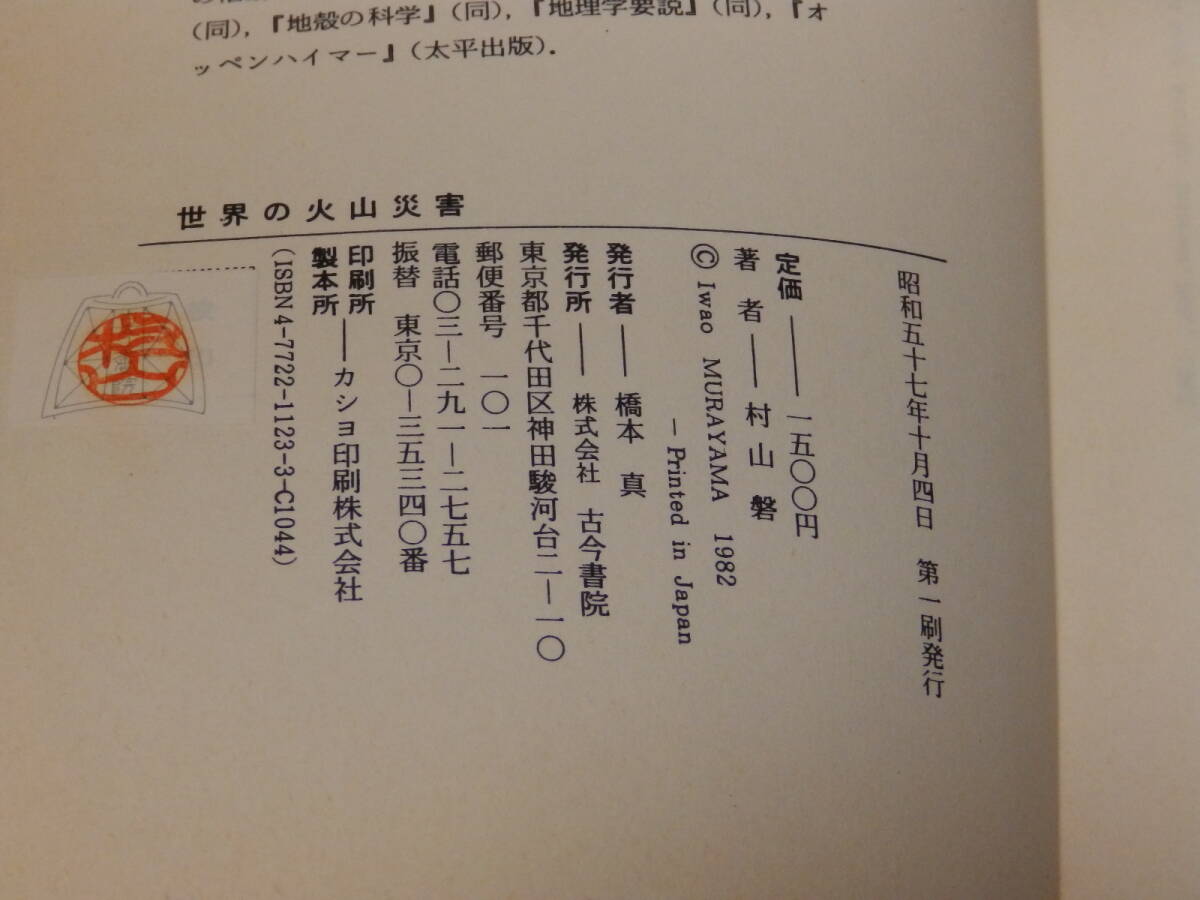 (同),『地殻の科学』(同),『地理学要説』(同),『オ
ッペンハイマー』(太平出版).
世界の火山災害
昭和五十七年十月四日 第一刷発行
定価――一五〇〇円
著者――村山磐
© Iwao MURAYAMA 1982
― Printed in Japan
発行者――橋本 真
発行所――株式会社 古今書院
東京都千代田区神田駿河台二―一〇
郵便番号 一〇一
電話〇三―二九一―二七五七
振替 東京〇―三五三四〇番
印刷所
製本所――カシヨ印刷株式会社
(ISBN4-7722-1123-3-C1044)